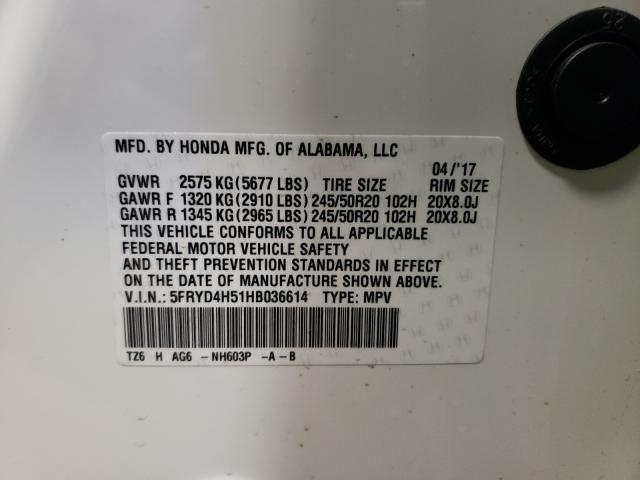 25
MFD. BY HONDA MFG. OF ALABAMA, LLC
04/'17
GVWR 2575 KG(5677 LBS) TIRE SIZE RIM SIZE
GAWR F 1320 KG(2910 LBS)245/50R20 102H 20X8.0J
GAWR R 1345 KG(2965 LBS)245/50R20 102H 20X8.0J
THIS VEHICLE CONFORMS TO ALL APPLICABLE
FEDERAL MOTOR VEHICLE SAFETY
AND THEFT PREVENTION STANDARDS IN EFFECT
ON THE DATE OF MANUFACTURE SHOWN ABOVE.
V.I.N.: 5FRYD4H51HB036614 TYPE: MPV
TZ6 H AG6 -NH603P -A-B